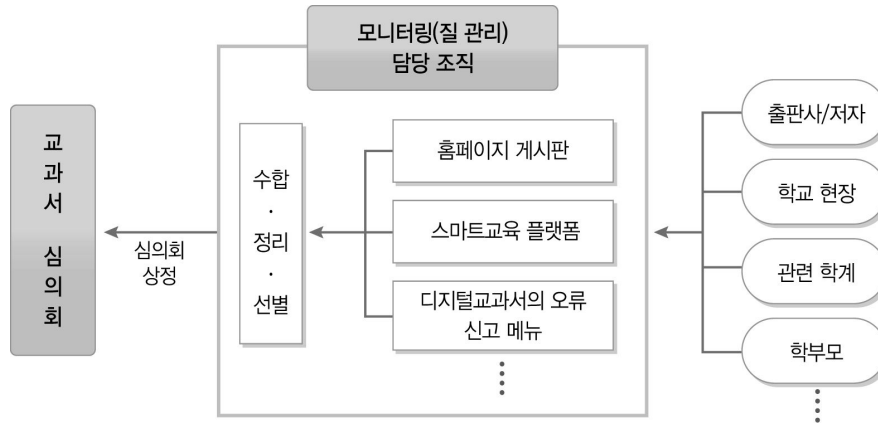 모니터링(질 관리)
담당 조직
교과서 심의회
심의회
상정
수합
·
정리
·
선별
홈페이지 게시판
스마트교육 플랫폼
디지털교과서의 오류
신고 메뉴
출판사/저자
학교 현장
관련 학계
학부모